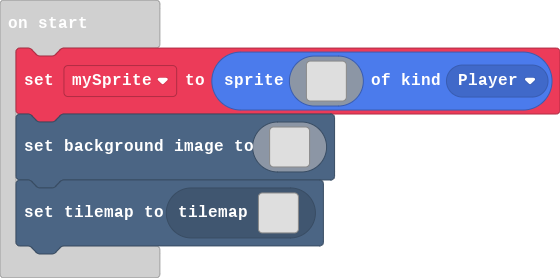 on start
set mySprite to sprite of kind Player
set background image to
set tilemap to tilemap